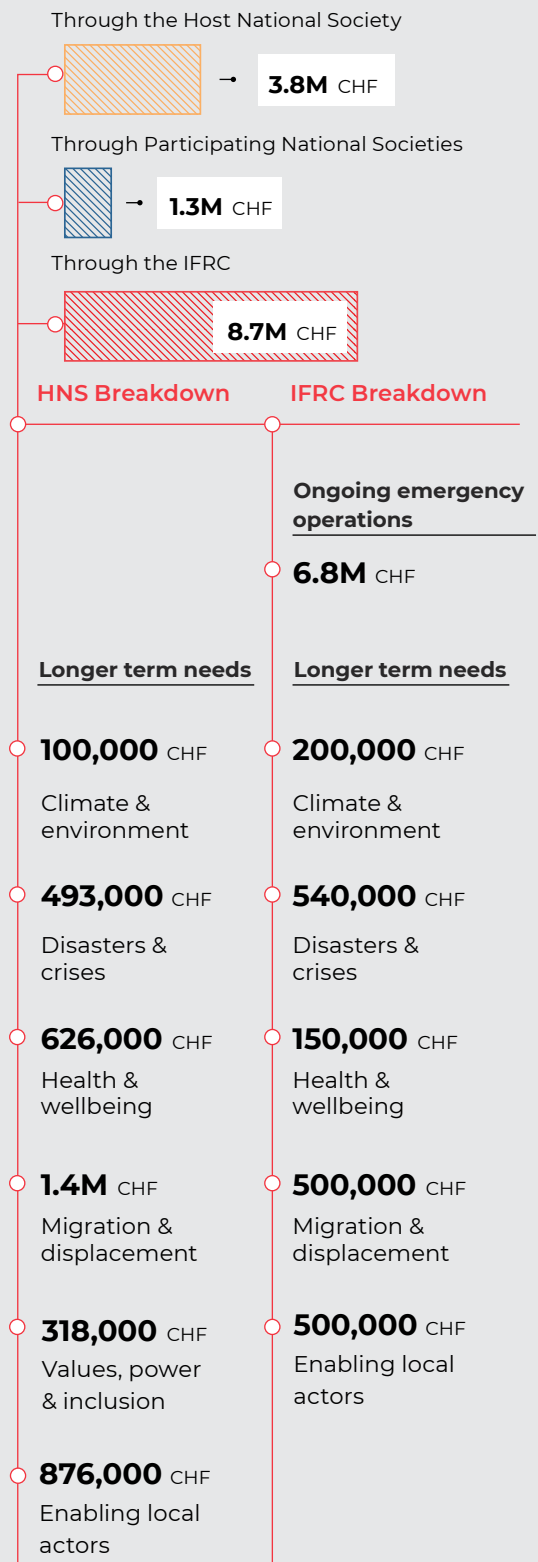 Through the Host National Society
3.8M CHF
Through Participating National Societies
1.3M CHF
Through the IFRC
8.7M CHF
HNS Breakdown
IFRC Breakdown
Ongoing emergency
operations
6.8M CHF
Longer term needs
100,000 CHF
Climate &
environment
493,000 CHF
Disasters &
crises
626,000 CHF
Health &
wellbeing
1.4M CHF
Migration &
displacement
318,000 CHF
Values, power
& inclusion
876,000 CHF
Enabling local
actors
Longer term needs
200,000 CHF
Climate &
environment
540,000 CHF
Disasters &
crises
150,000 CHF
Health &
wellbeing
500,000 CHF
Migration &
displacement
500,000 CHF
Enabling local
actors